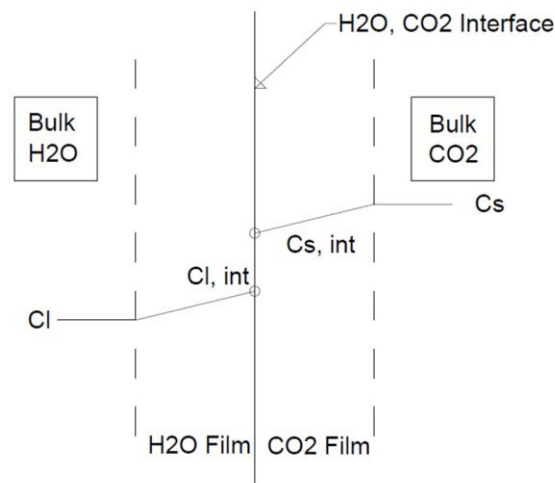 H2O, CO2 Interface
Bulk
H2O
Bulk
CO2
Cs
Cs, int
Cl, int
Cl
H2O Film
CO2 Film